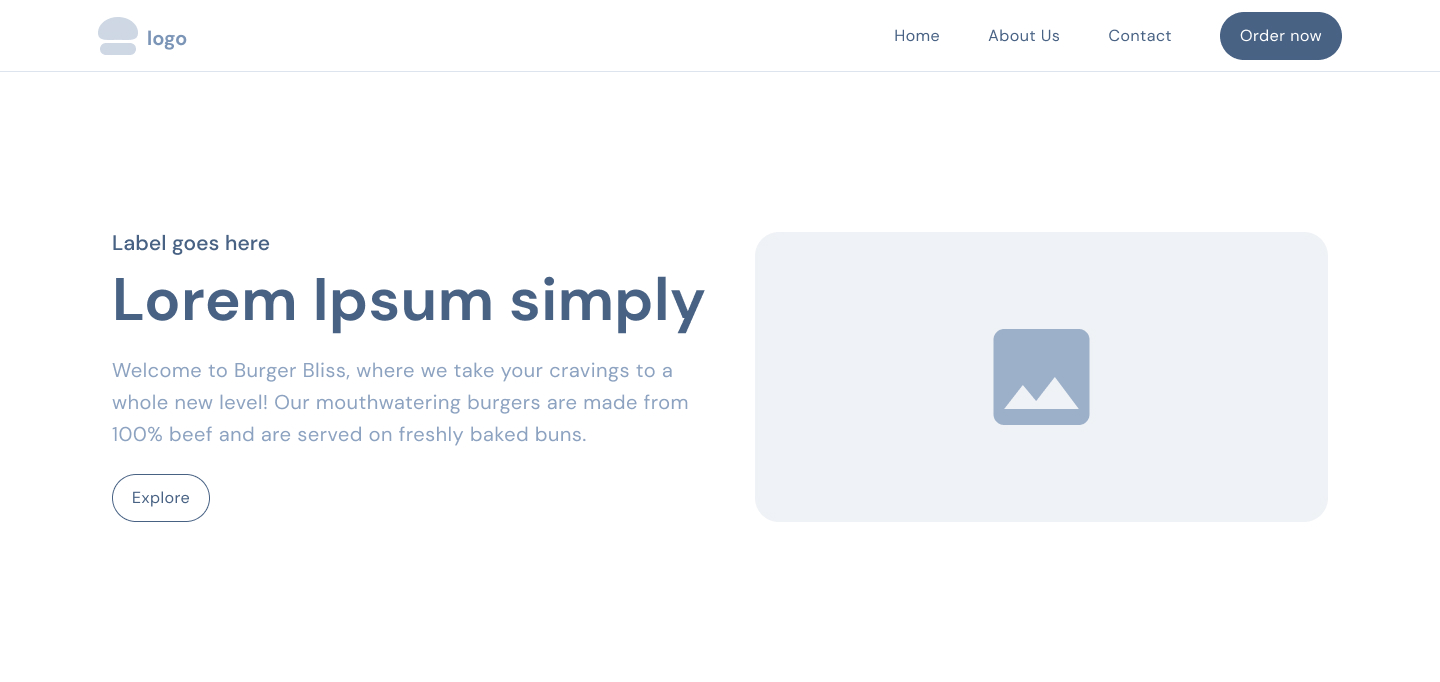 logo
Home
About Us
Contact
Order now
Label goes here
Lorem Ipsum simply
Welcome to Burger Bliss, where we take your cravings to a
whole new level! Our mouthwatering burgers are made from
100% beef and are served on freshly baked buns.
Explore